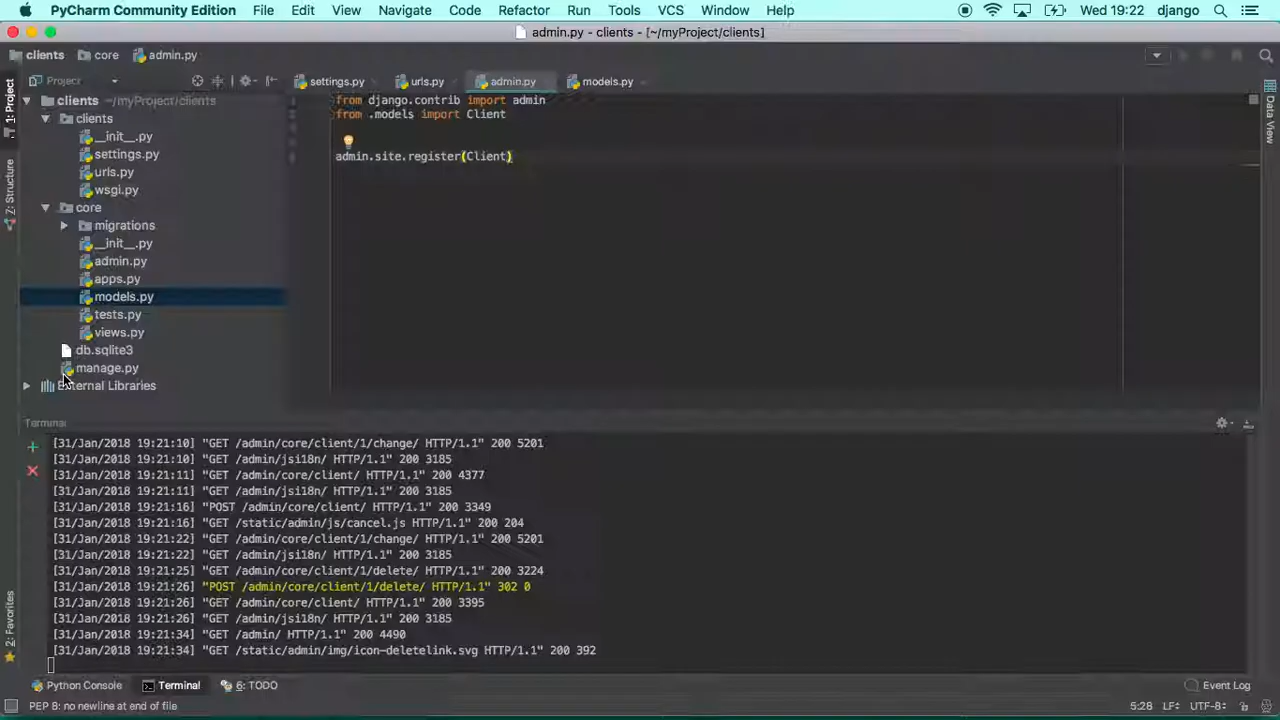 PyCharm Community Edition File Edit View Navigate Code Refactor Run Tools VCS Window Help Wed 19:22 django
admin.py - clients - [~/myProject/clients]
clients core admin.py
Project
settings.py urls.py admin.py models.py
1: Project
Z: Structure
2: Favorites
Data View
clients ~/myProject/clients
clients
__init__.py
settings.py
urls.py
wsgi.py
core
migrations
__init__.py
admin.py
apps.py
models.py
tests.py
views.py
db.sqlite3
manage.py
External Libraries
from django.contrib import admin
from .models import Client
admin.site.register(Client)
Terminal
[31/Jan/2018 19:21:10] "GET /admin/core/client/1/change/ HTTP/1.1" 200 5201
[31/Jan/2018 19:21:10] "GET /admin/jsi18n/ HTTP/1.1" 200 3185
[31/Jan/2018 19:21:11] "GET /admin/core/client/ HTTP/1.1" 200 4377
[31/Jan/2018 19:21:11] "GET /admin/jsi18n/ HTTP/1.1" 200 3185
[31/Jan/2018 19:21:16] "POST /admin/core/client/ HTTP/1.1" 200 3349
[31/Jan/2018 19:21:16] "GET /static/admin/js/cancel.js HTTP/1.1" 200 204
[31/Jan/2018 19:21:22] "GET /admin/core/client/1/change/ HTTP/1.1" 200 5201
[31/Jan/2018 19:21:22] "GET /admin/jsi18n/ HTTP/1.1" 200 3185
[31/Jan/2018 19:21:25] "GET /admin/core/client/1/delete/ HTTP/1.1" 200 3224
[31/Jan/2018 19:21:26] "POST /admin/core/client/1/delete/ HTTP/1.1" 302 0
[31/Jan/2018 19:21:26] "GET /admin/core/client/ HTTP/1.1" 200 3395
[31/Jan/2018 19:21:26] "GET /admin/jsi18n/ HTTP/1.1" 200 3185
[31/Jan/2018 19:21:34] "GET /admin/ HTTP/1.1" 200 4490
[31/Jan/2018 19:21:34] "GET /static/admin/img/icon-deletelink.svg HTTP/1.1" 200 392
Python Console Terminal 6: TODO Event Log
PEP 8: no newline at end of file 5:28 LF÷ UTF-8÷